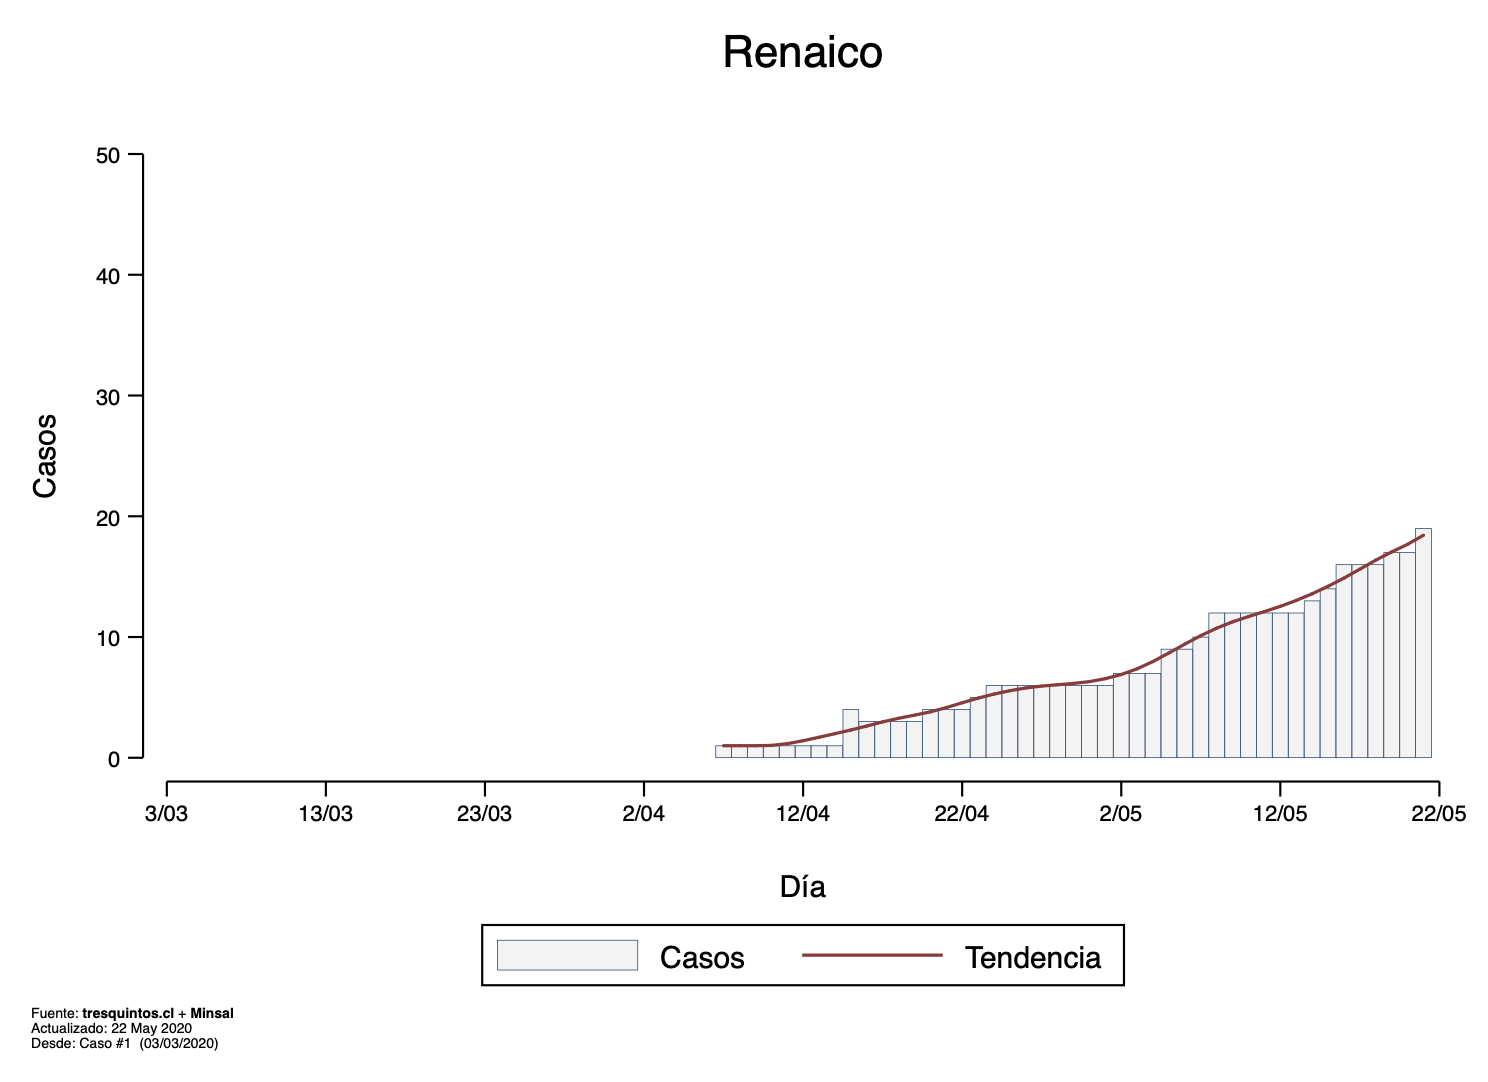 Renaico
50
40
30
20
10
0
Casos
3/03 13/03 23/03 2/04 12/04 22/04 2/05 12/05 22/05
Día
Casos Tendencia
Fuente: tresquintos.cl + Minsal
Actualizado: 22 May 2020
Desde: Caso #1 (03/03/2020)